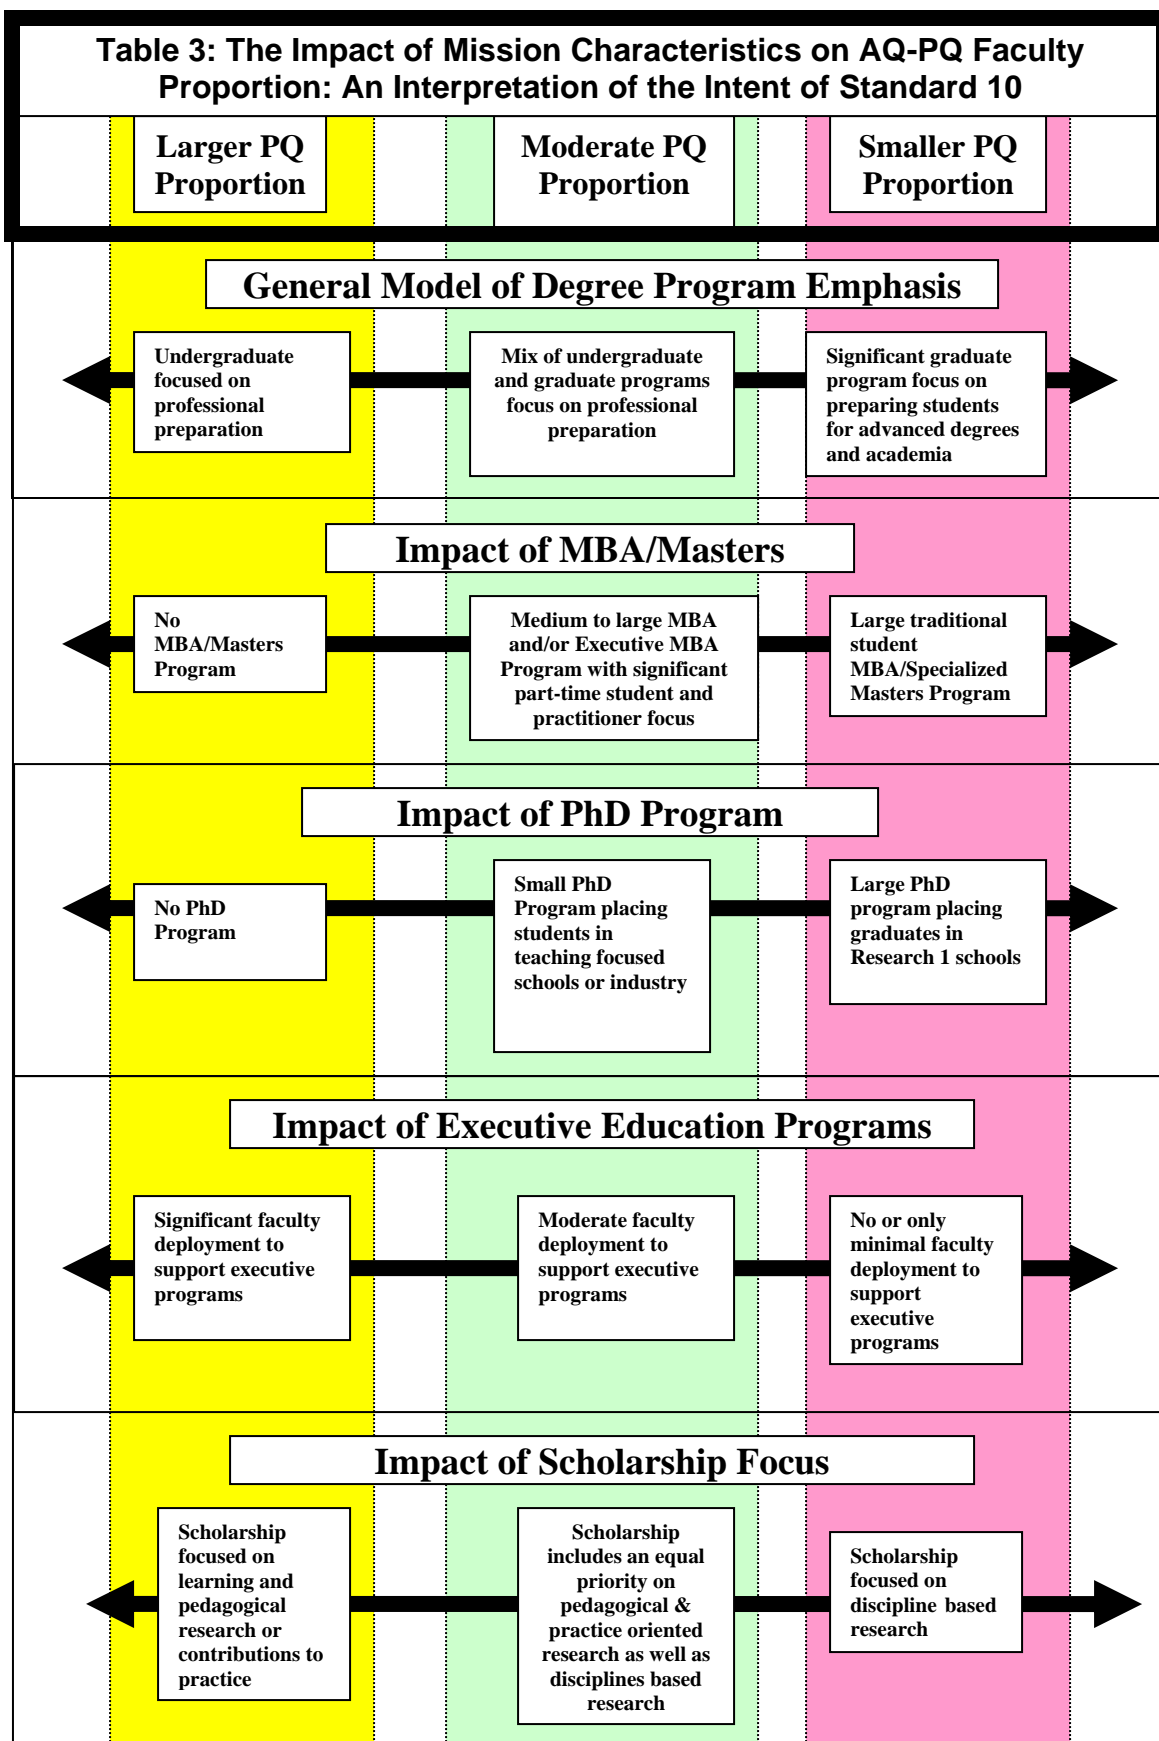 Table 3: The Impact of Mission Characteristics on AQ-PQ Faculty
Proportion: An Interpretation of the Intent of Standard 10
Larger PQ
Proportion
Moderate PQ
Proportion
Smaller PQ
Proportion
General Model of Degree Program Emphasis
Undergraduate
focused on
professional
preparation
Mix of undergraduate
and graduate programs
focus on professional
preparation
Significant graduate
program focus on
preparing students
for advanced degrees
and academia
Impact of MBA/Masters
No
MBA/Masters
Program
Medium to large MBA
and/or Executive MBA
Program with significant
part-time student and
practitioner focus
Large traditional
student
MBA/Specialized
Masters Program
Impact of PhD Program
No PhD
Program
Small PhD
Program placing
students in
teaching focused
schools or industry
Large PhD
program placing
graduates in
Research 1 schools
Impact of Executive Education Programs
Significant faculty
deployment to
support executive
programs
Moderate faculty
deployment to
support executive
programs
No or only
minimal faculty
deployment to
support
executive
programs
Impact of Scholarship Focus
Scholarship
focused on
learning and
pedagogical
research or
contributions to
practice
Scholarship
includes an equal
priority on
pedagogical &
practice oriented
research as well as
disciplines based
research
Scholarship
focused on
discipline based
research